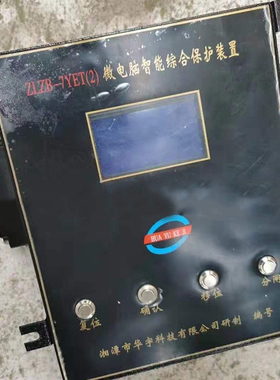 ZLZB-7YET(2) 微电脑智能综合保护装置
HUA YU KE JI
复位 确认 移位 分闸
湘潭市华宇科技有限公司研制 编号